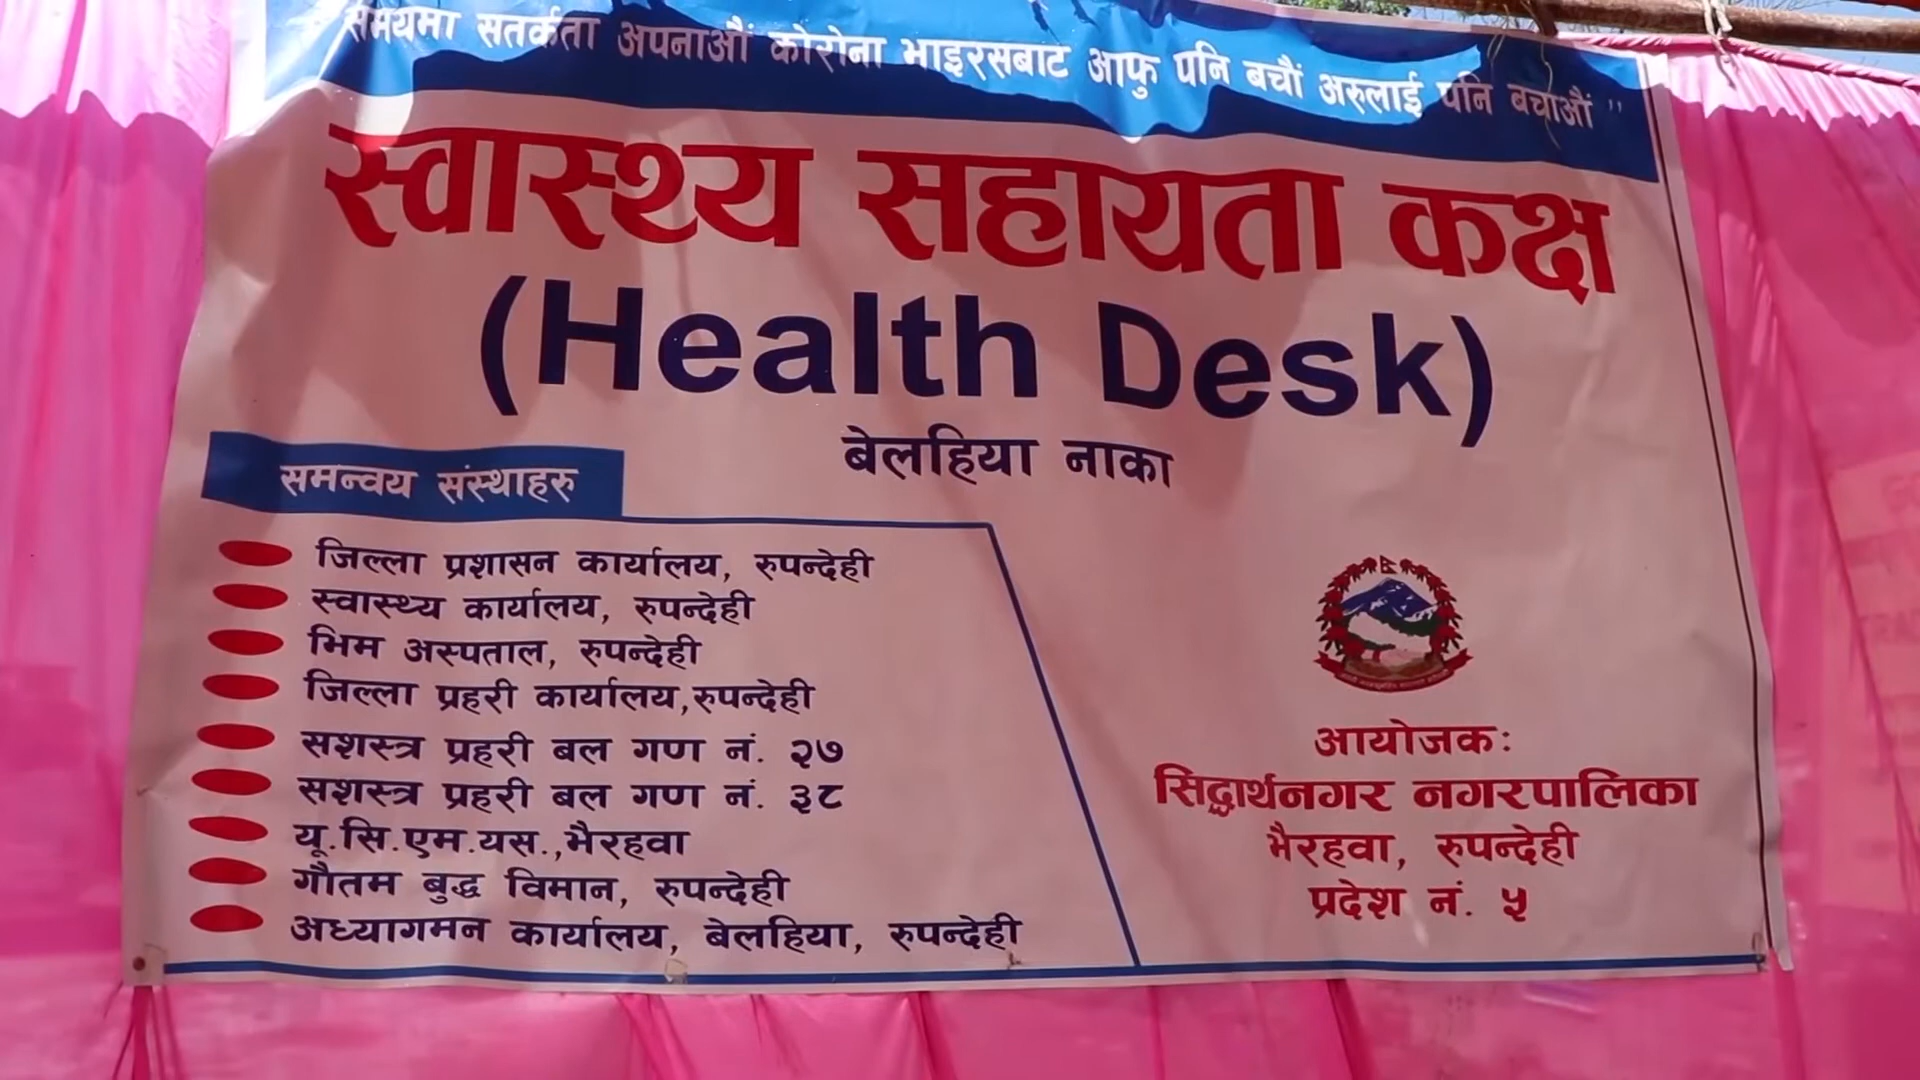 समयमा सतर्कता अपनाऔं कोरोना भाइरसबाट आफु पनि बचौं अरुलाई पनि बचाऔं "
स्वास्थ्य सहायता कक्ष
(Health Desk)
बेलहिया नाका
समन्वय संस्थाहरु
जिल्ला प्रशासन कार्यालय, रुपन्देही
स्वास्थ्य कार्यालय, रुपन्देही
भिम अस्पताल, रुपन्देही
जिल्ला प्रहरी कार्यालय,रुपन्देही
सशस्त्र प्रहरी बल गण नं. २७
सशस्त्र प्रहरी बल गण नं. ३८
यू.सि.एम.यस.,भैरहवा
गौतम बुद्ध विमान, रुपन्देही
अध्यागमन कार्यालय, बेलहिया, रुपन्देही
आयोजक:
सिद्धार्थनगर नगरपालिका
भैरहवा, रुपन्देही
प्रदेश नं. ५